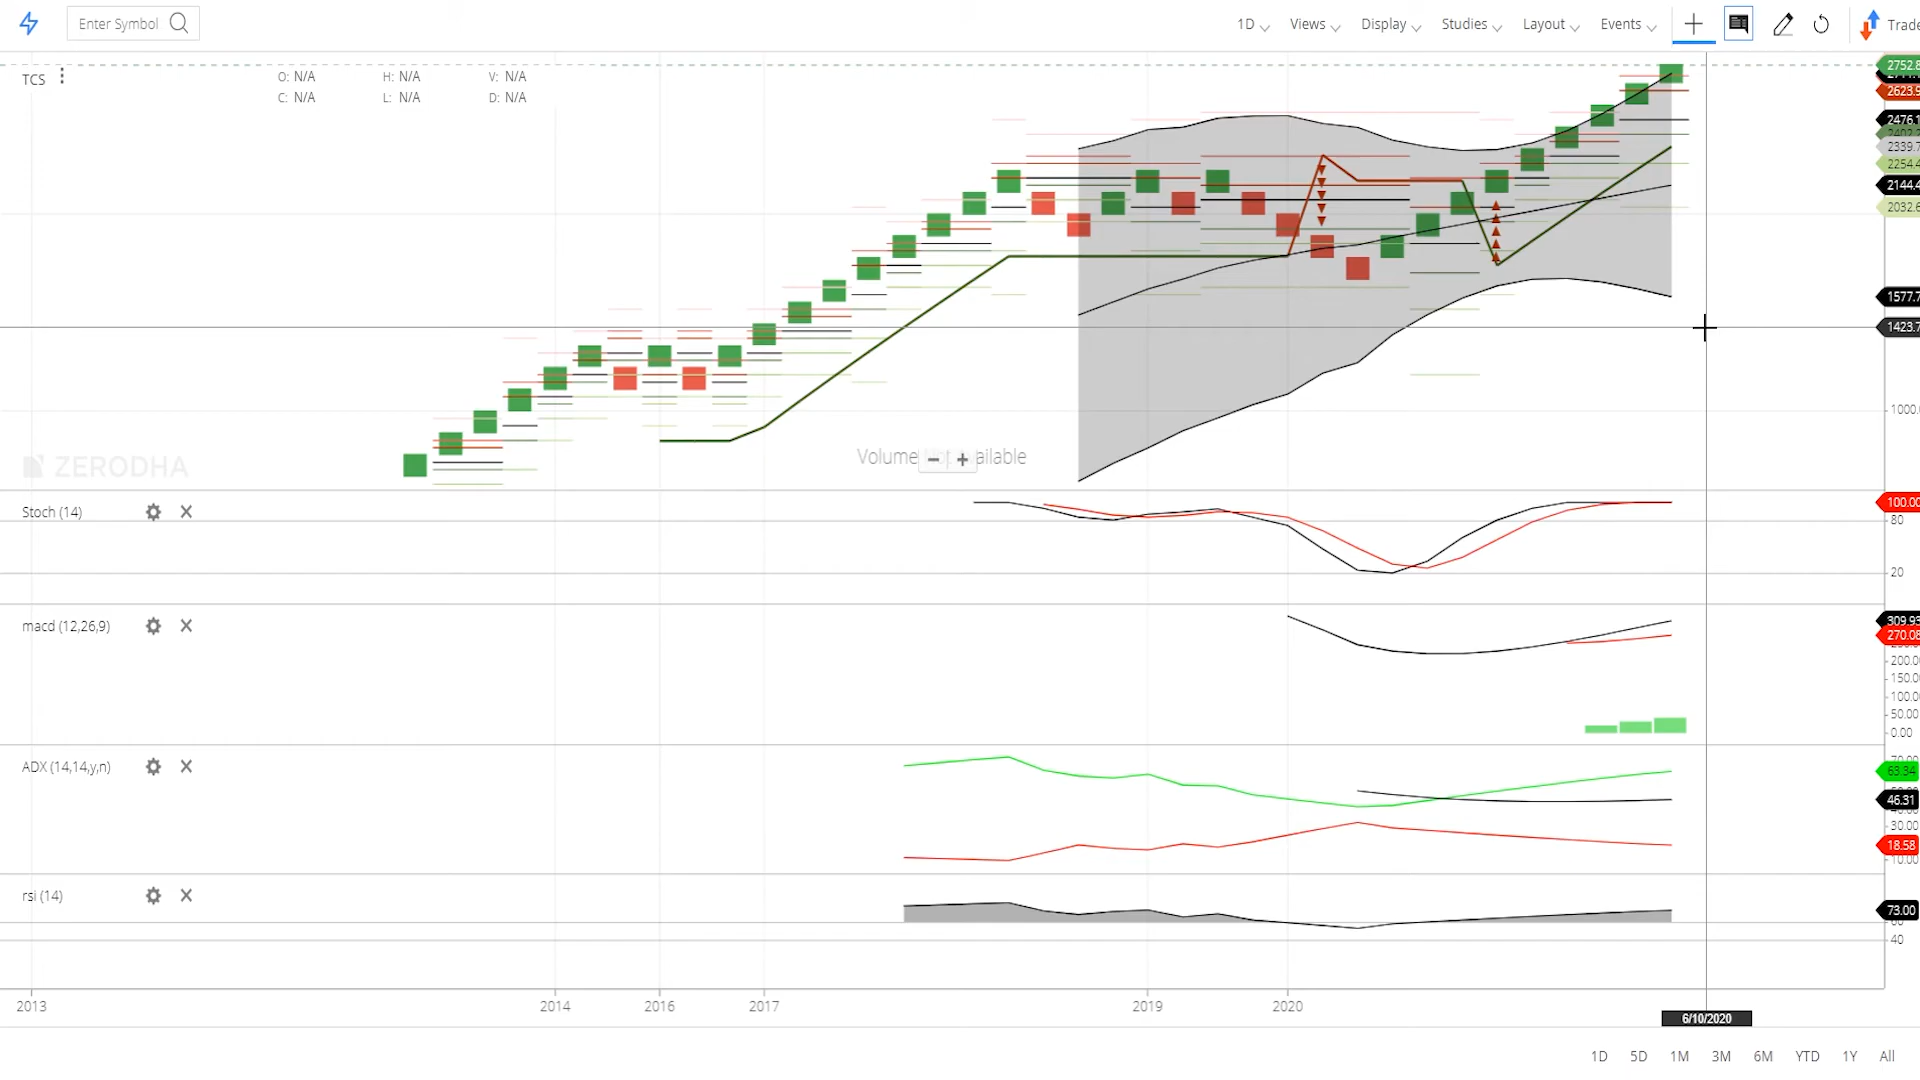 Enter Symbol
1D Views Display Studies Layout Events Trade
TCS
O: N/A H: N/A V: N/A
C: N/A L: N/A D: N/A
2752.8
2623.9
2476.1
2339.7
2254.4
2144.4
2032.6
1577.7
1423.7
1000.0
ZERODHA
Volume ailable
Stoch (14)
100.00
80
20
macd (12,26,9)
309.93
270.08
200.00
150.00
100.00
50.00
0.00
ADX (14,14,y,n)
63.34
46.31
30.00
18.58
10.00
rsi (14)
73.00
40
2013 2014 2016 2017 2019 2020
6/10/2020
1D 5D 1M 3M 6M YTD 1Y All